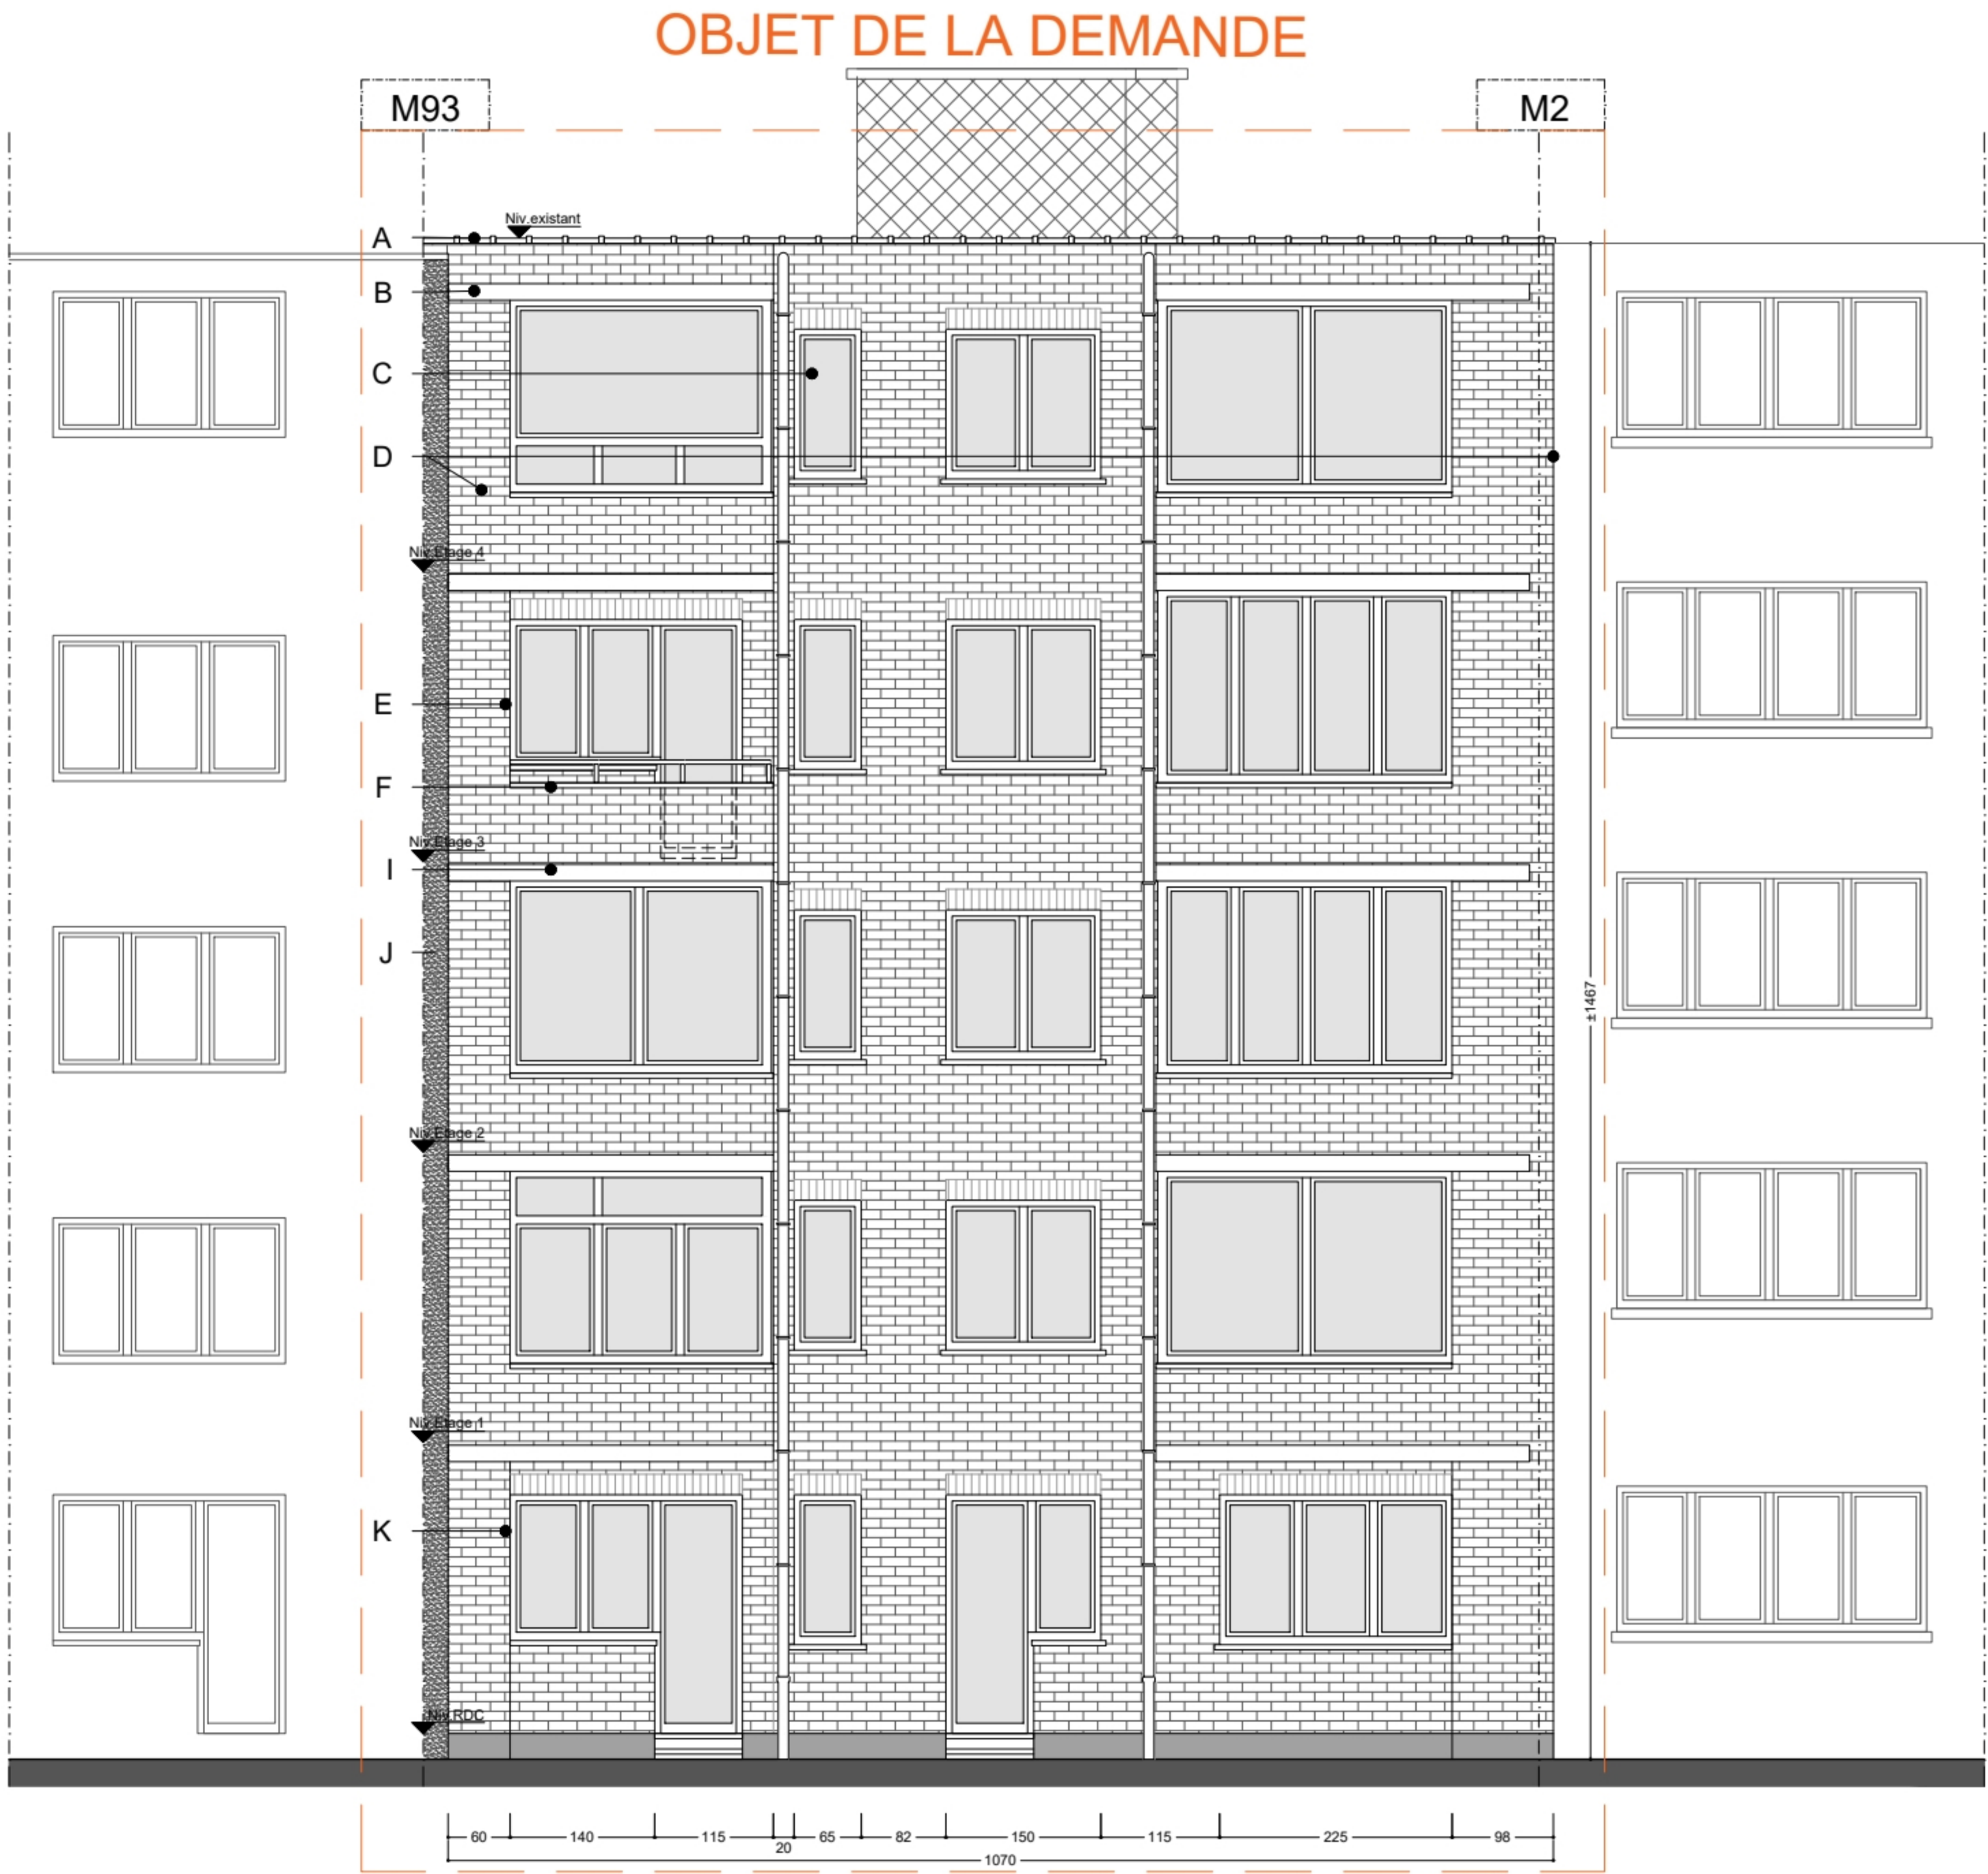 OBJET DE LA DEMANDE
M93
M2
Niv.existant
A
B
C
D
Niv.Etage 4
E
F
Niv.Etage 3
I
J
±1467
Niv.Etage 2
Niv.Etage 1
K
Niv.RDC
60 140 115 20 65 82 150 115 225 98
1070